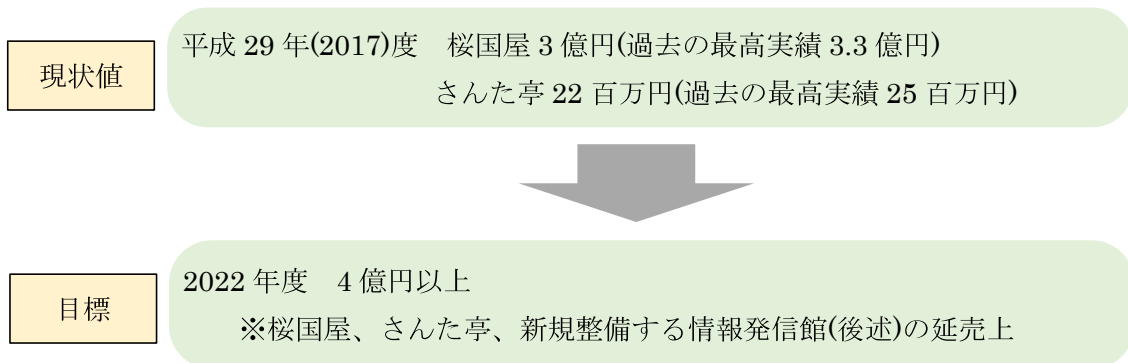 現状値
平成 29 年(2017)度　桜国屋 3 億円(過去の最高実績 3.3 億円)
さんた亭 22 百万円(過去の最高実績 25 百万円)
目標
2022 年度　4 億円以上
※桜国屋、さんた亭、新規整備する情報発信館(後述)の延売上